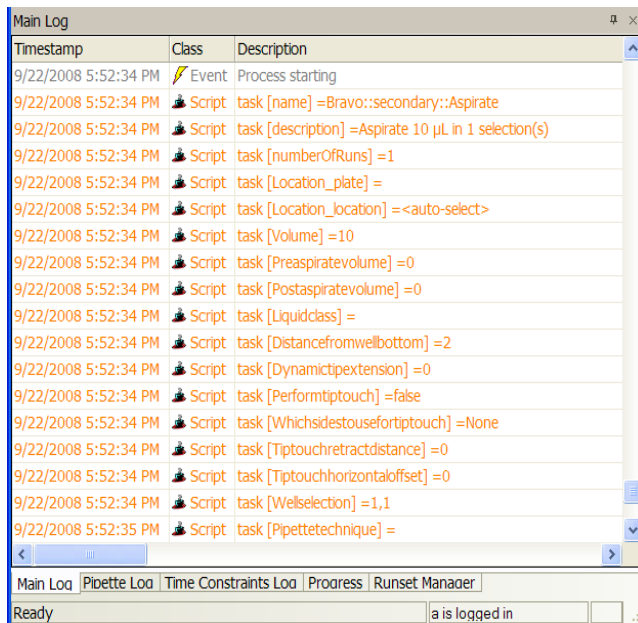 Main Log
Timestamp Class Description
9/22/2008 5:52:34 PM Event Process starting
9/22/2008 5:52:34 PM Script task [name] =Bravo::secondary::Aspirate
9/22/2008 5:52:34 PM Script task [description] =Aspirate 10 µL in 1 selection(s)
9/22/2008 5:52:34 PM Script task [numberOfRuns] =1
9/22/2008 5:52:34 PM Script task [Location_plate] =
9/22/2008 5:52:34 PM Script task [Location_location] =<auto-select>
9/22/2008 5:52:34 PM Script task [Volume] =10
9/22/2008 5:52:34 PM Script task [Preaspiratevolume] =0
9/22/2008 5:52:34 PM Script task [Postaspiratevolume] =0
9/22/2008 5:52:34 PM Script task [Liquidclass] =
9/22/2008 5:52:34 PM Script task [Distancefromwellbottom] =2
9/22/2008 5:52:34 PM Script task [Dynamictipextension] =0
9/22/2008 5:52:34 PM Script task [Performtiptouch] =false
9/22/2008 5:52:34 PM Script task [Whichsidestousefortiptouch] =None
9/22/2008 5:52:34 PM Script task [Tiptouchretractdistance] =0
9/22/2008 5:52:34 PM Script task [Tiptouchhorizontaloffset] =0
9/22/2008 5:52:34 PM Script task [Wellselection] =1,1
9/22/2008 5:52:35 PM Script task [Pipettetechnique] =
Main Log Pipette Log Time Constraints Log Progress Runset Manager
Ready a is logged in